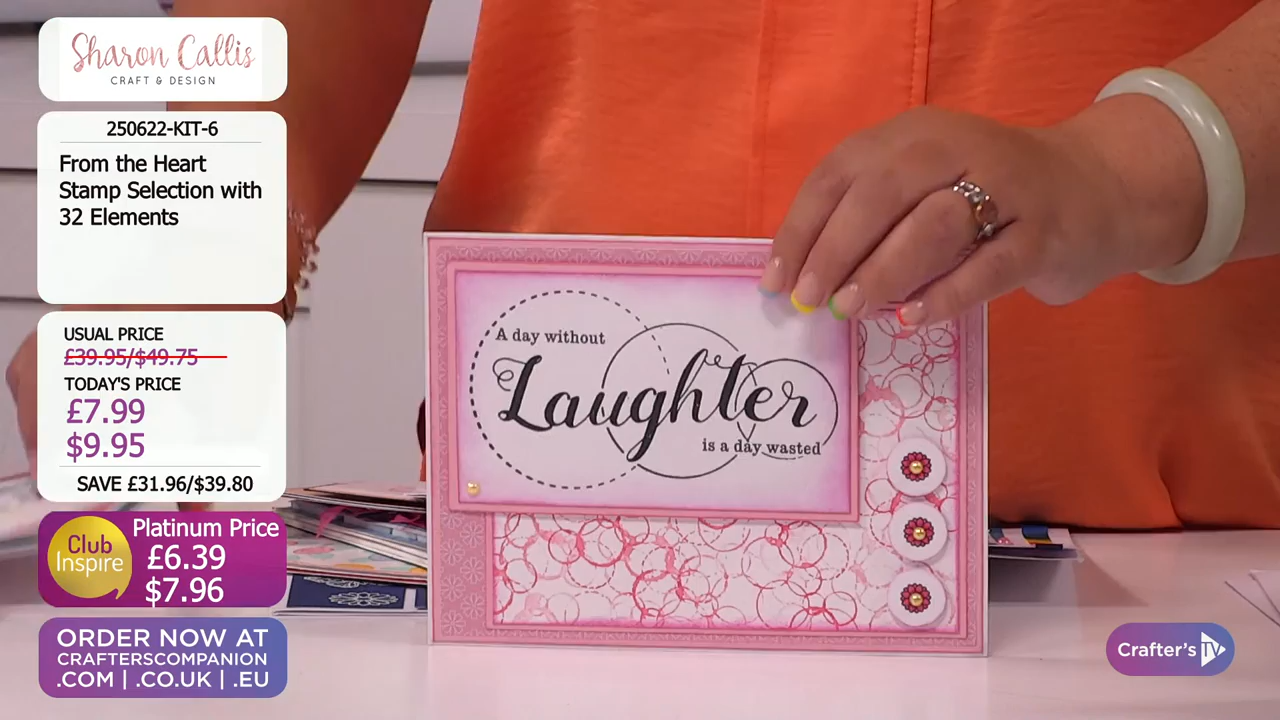 Sharon Callis
CRAFT & DESIGN
250622-KIT-6
From the Heart
Stamp Selection with
32 Elements
USUAL PRICE
£39.95/$49.75
TODAY'S PRICE
£7.99
$9.95
SAVE £31.96/$39.80
Club
Inspire
Platinum Price
£6.39
$7.96
ORDER NOW AT
CRAFTERSCOMPANION
.COM | .CO.UK | .EU
A day without
Laughter
is a day wasted
Crafter's TV